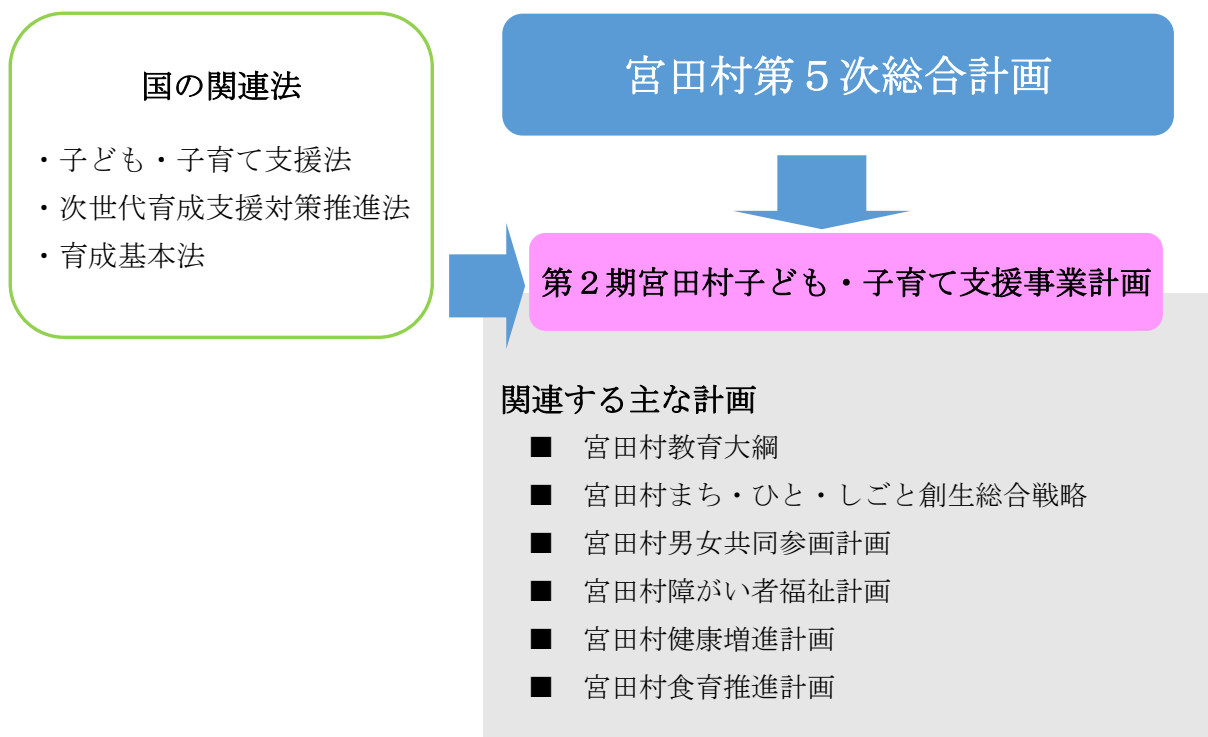 国の関連法
・子ども・子育て支援法
・次世代育成支援対策推進法
・育成基本法
宮田村第５次総合計画
第２期宮田村子ども・子育て支援事業計画
関連する主な計画
■ 宮田村教育大綱
■ 宮田村まち・ひと・しごと創生総合戦略
■ 宮田村男女共同参画計画
■ 宮田村障がい者福祉計画
■ 宮田村健康増進計画
■ 宮田村食育推進計画